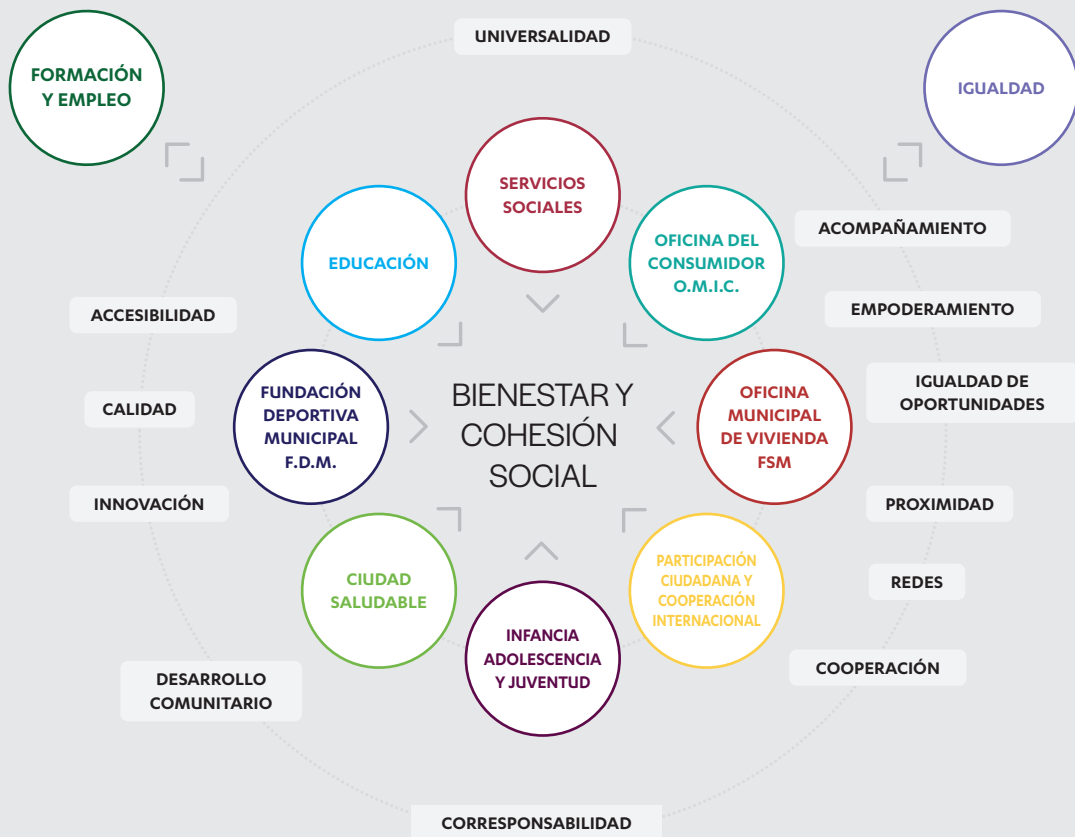 UNIVERSALIDAD
FORMACIÓN
Y EMPLEO
IGUALDAD
SERVICIOS
SOCIALES
EDUCACIÓN
OFICINA DEL
CONSUMIDOR
O.M.I.C.
ACOMPAÑAMIENTO
ACCESIBILIDAD
EMPODERAMIENTO
FUNDACIÓN
DEPORTIVA
MUNICIPAL
F.D.M.
BIENESTAR Y
COHESIÓN
SOCIAL
OFICINA
MUNICIPAL
DE VIVIENDA
FSM
IGUALDAD DE
OPORTUNIDADES
CALIDAD
INNOVACIÓN
PROXIMIDAD
CIUDAD
SALUDABLE
PARTICIPACIÓN
CIUDADANA Y
COOPERACIÓN
INTERNACIONAL
REDES
INFANCIA
ADOLESCENCIA
Y JUVENTUD
DESARROLLO
COMUNITARIO
COOPERACIÓN
CORRESPONSABILIDAD